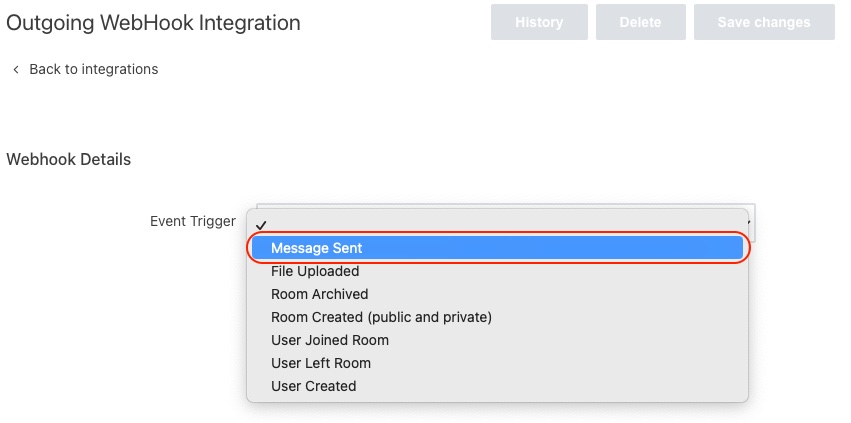 Outgoing WebHook Integration
History
Delete
Save changes
Back to integrations
Webhook Details
Event Trigger
Message Sent
File Uploaded
Room Archived
Room Created (public and private)
User Joined Room
User Left Room
User Created